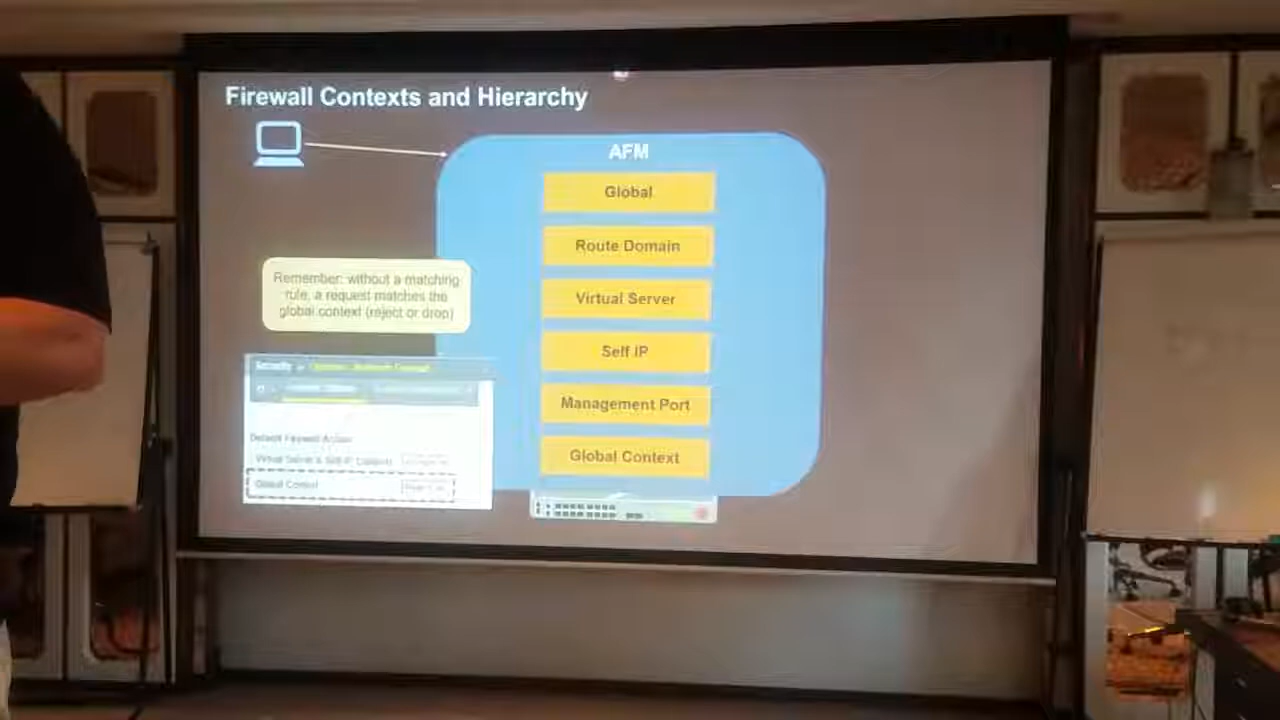 Firewall Contexts and Hierarchy
AFM
Global
Route Domain
Virtual Server
Self IP
Management Port
Global Context
Remember: without a matching
rule, a request matches the
global context (reject or drop)
Security
Default Firewall Action
Virtual Server & Self IP Contexts
Global Context